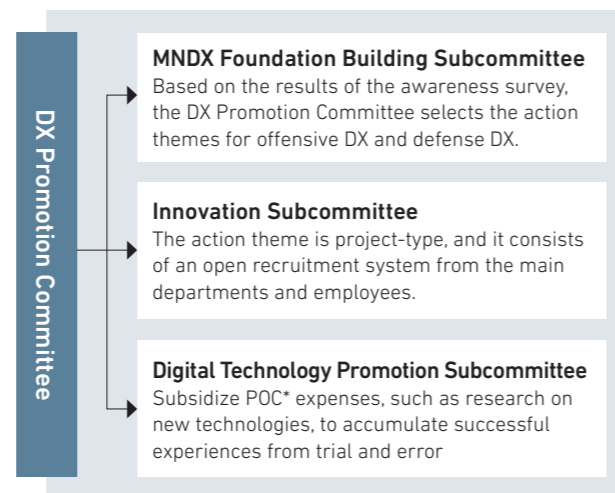 DX Promotion Committee
MNDX Foundation Building Subcommittee
Based on the results of the awareness survey,
the DX Promotion Committee selects the action
themes for offensive DX and defense DX.
Innovation Subcommittee
The action theme is project-type, and it consists
of an open recruitment system from the main
departments and employees.
Digital Technology Promotion Subcommittee
Subsidize POC* expenses, such as research on
new technologies, to accumulate successful
experiences from trial and error